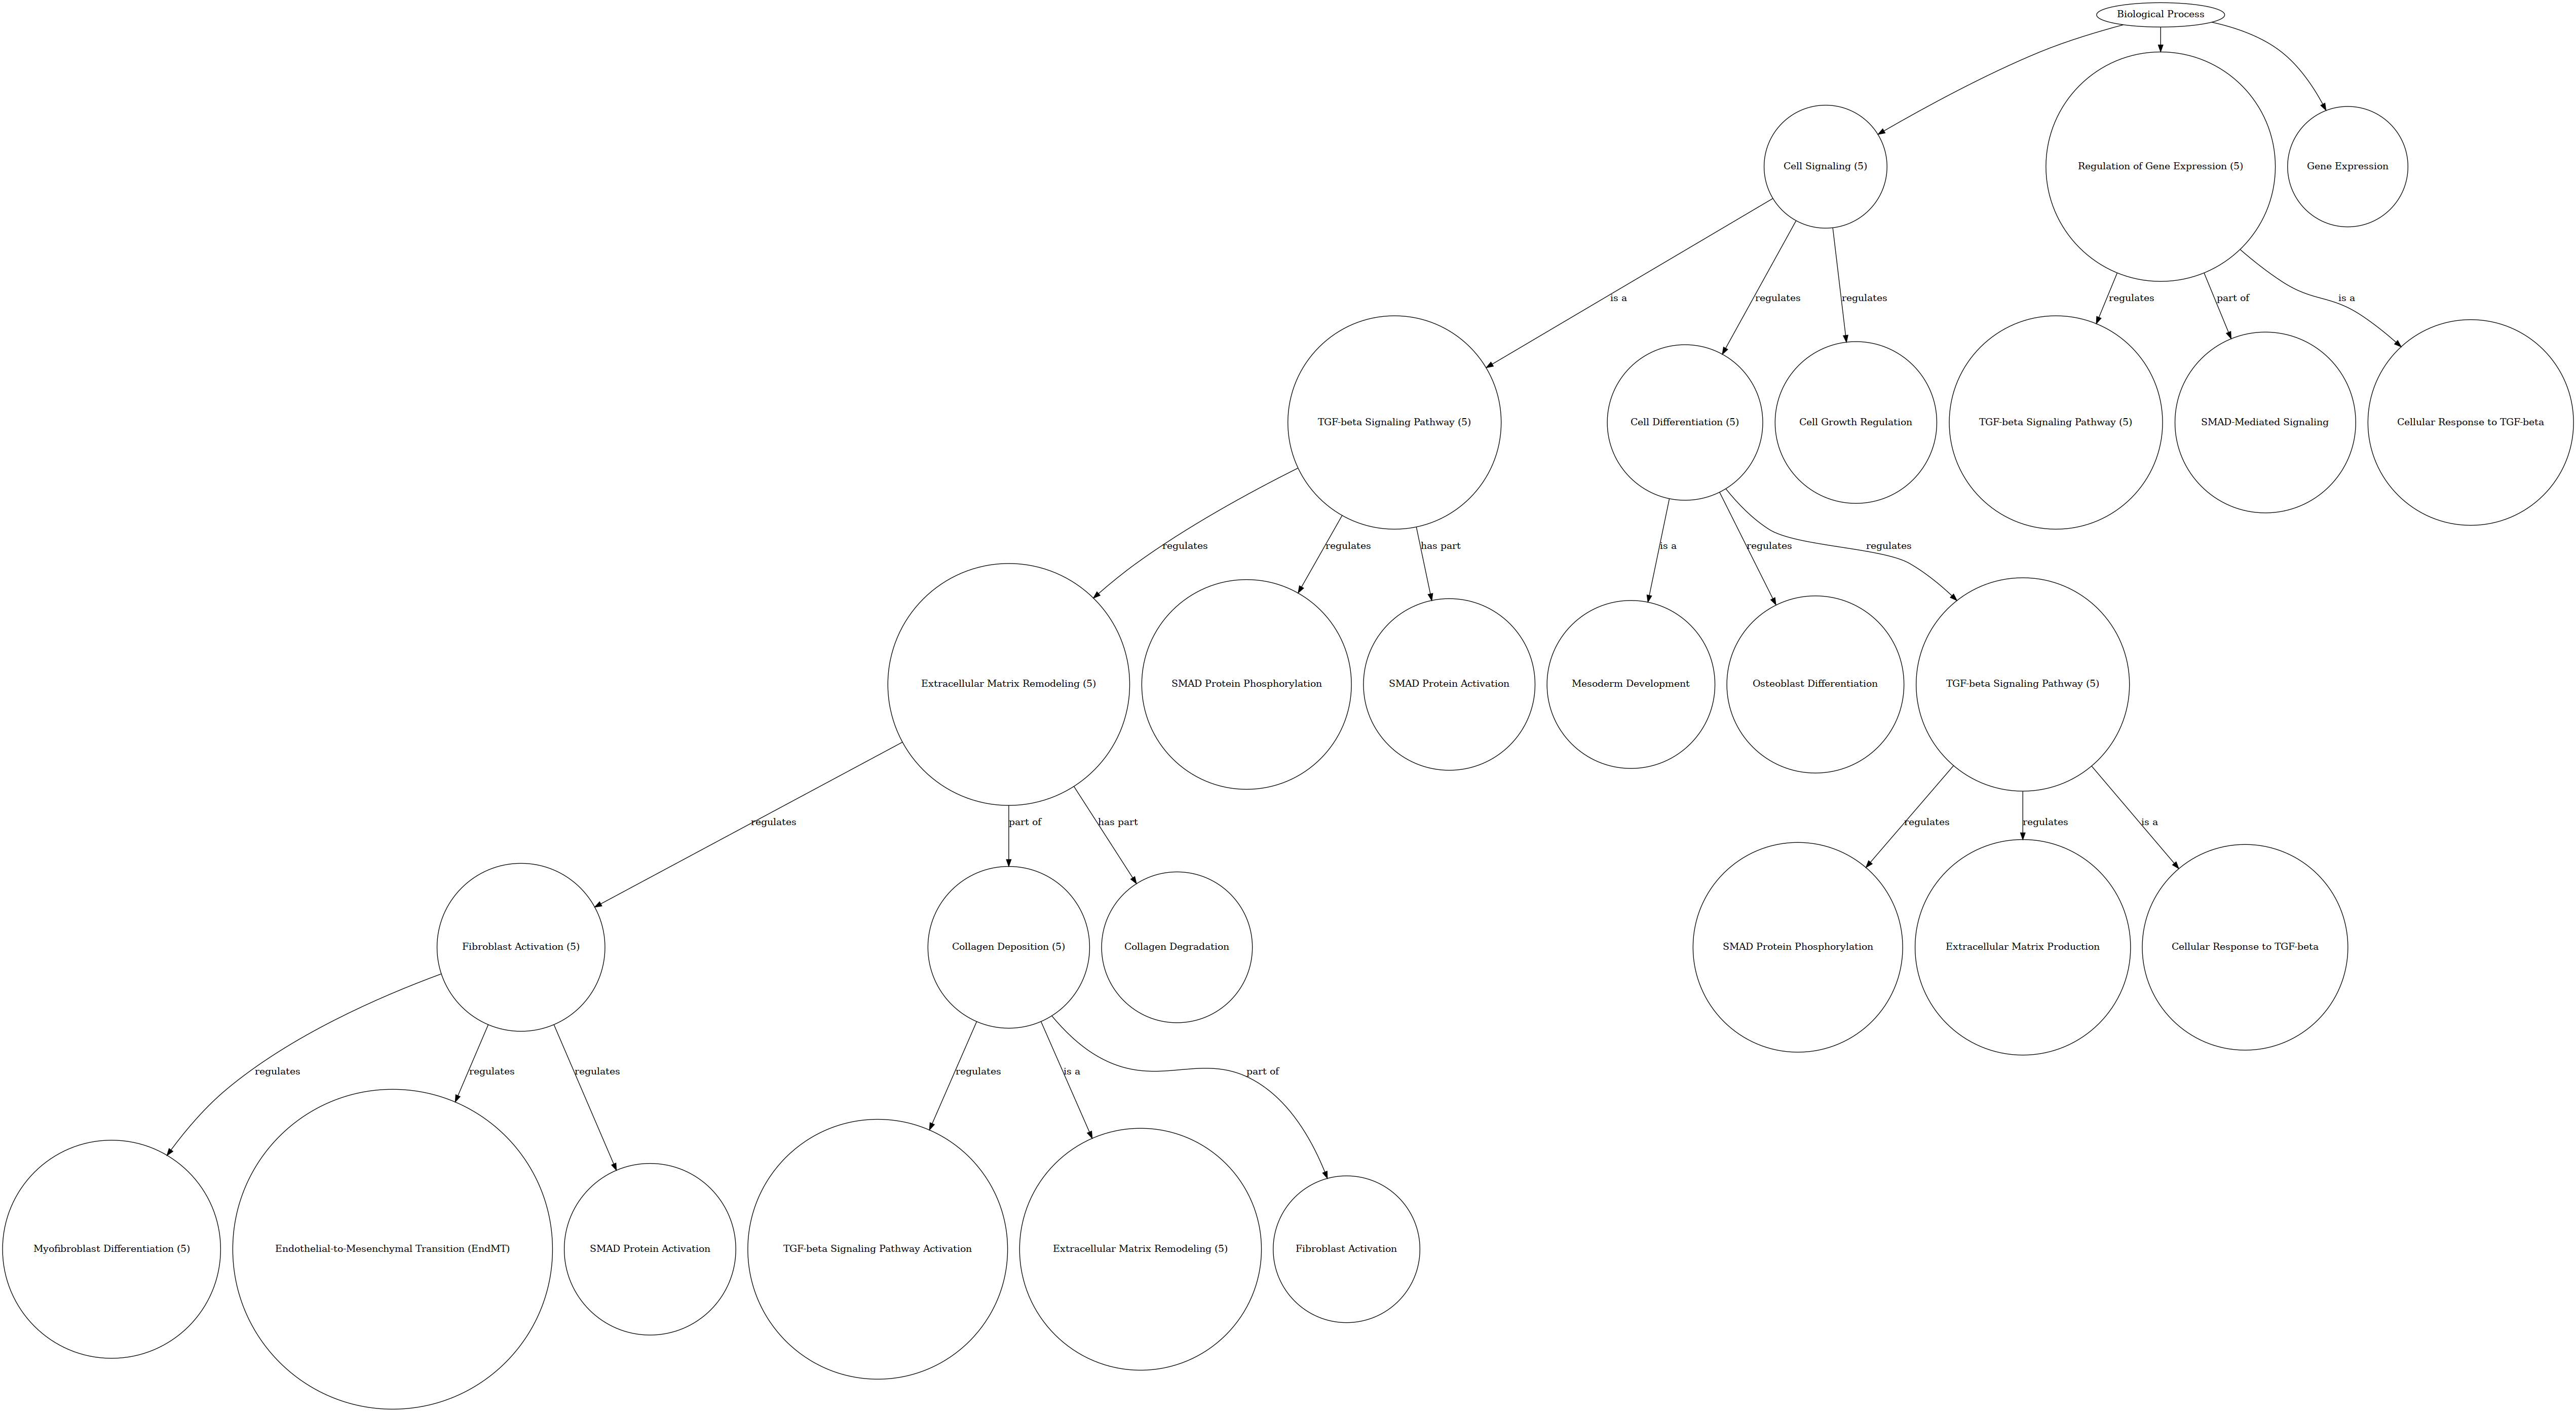 Biological Process
Cell Signaling (5)
Regulation of Gene Expression (5)
Gene Expression
is a
regulates
regulates
regulates
part of
is a
TGF-beta Signaling Pathway (5)
Cell Differentiation (5)
Cell Growth Regulation
TGF-beta Signaling Pathway (5)
SMAD-Mediated Signaling
Cellular Response to TGF-beta
regulates
regulates
has part
is a
regulates
regulates
Extracellular Matrix Remodeling (5)
SMAD Protein Phosphorylation
SMAD Protein Activation
Mesoderm Development
Osteoblast Differentiation
TGF-beta Signaling Pathway (5)
regulates
part of
has part
regulates
regulates
is a
Fibroblast Activation (5)
Collagen Deposition (5)
Collagen Degradation
SMAD Protein Phosphorylation
Extracellular Matrix Production
Cellular Response to TGF-beta
regulates
regulates
regulates
regulates
is a
part of
Myofibroblast Differentiation (5)
Endothelial-to-Mesenchymal Transition (EndMT)
SMAD Protein Activation
TGF-beta Signaling Pathway Activation
Extracellular Matrix Remodeling (5)
Fibroblast Activation